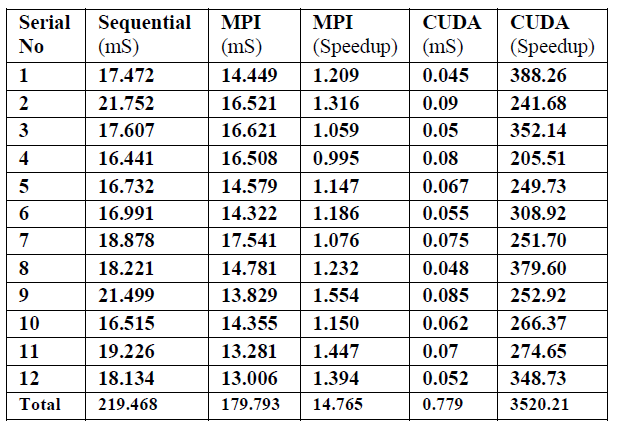 Serial No Sequential (mS) MPI (mS) MPI (Speedup) CUDA (mS) CUDA (Speedup)
1 17.472 14.449 1.209 0.045 388.26
2 21.752 16.521 1.316 0.09 241.68
3 17.607 16.621 1.059 0.05 352.14
4 16.441 16.508 0.995 0.08 205.51
5 16.732 14.579 1.147 0.067 249.73
6 16.991 14.322 1.186 0.055 308.92
7 18.878 17.541 1.076 0.075 251.70
8 18.221 14.781 1.232 0.048 379.60
9 21.499 13.829 1.554 0.085 252.92
10 16.515 14.355 1.150 0.062 266.37
11 19.226 13.281 1.447 0.07 274.65
12 18.134 13.006 1.394 0.052 348.73
Total 219.468 179.793 14.765 0.779 3520.21